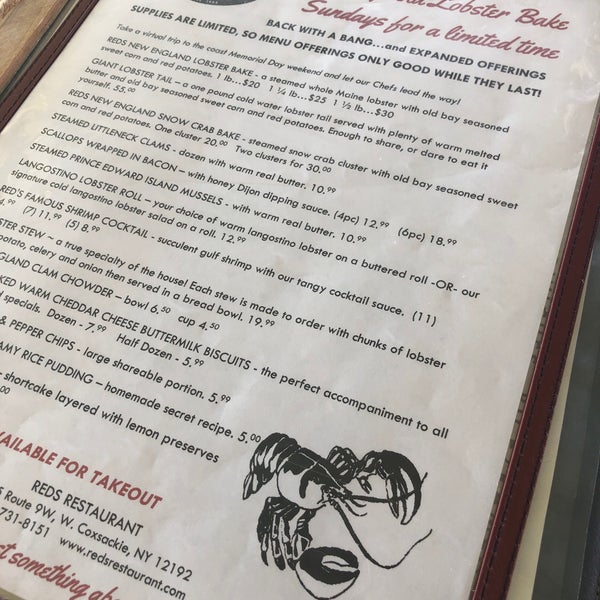 Lobster Bake
Sundays for a limited time
BACK WITH A BANG...and EXPANDED OFFERINGS
SUPPLIES ARE LIMITED, SO MENU OFFERINGS ONLY GOOD WHILE THEY LAST!
Take a virtual trip to the coast Memorial Day weekend and let our Chefs lead the way!
REDS NEW ENGLAND LOBSTER BAKE - a steamed whole Maine lobster with old bay seasoned
sweet corn and red potatoes. 1 lb...$20 1 ¼ lb...$25 1 ½ lb...$30
GIANT LOBSTER TAIL – a one pound cold water lobster tail served with plenty of warm melted
butter and old bay seasoned sweet corn and red potatoes. Enough to share, or dare to eat it
yourself. 55.00
REDS NEW ENGLAND SNOW CRAB BAKE - steamed snow crab cluster with old bay seasoned sweet
corn and red potatoes. One cluster 20.00 Two clusters for 30.00
STEAMED LITTLENECK CLAMS - dozen with warm real butter. 10.99
SCALLOPS WRAPPED IN BACON – with honey Dijon dipping sauce. (4pc) 12.99 (6pc) 18.99
STEAMED PRINCE EDWARD ISLAND MUSSELS - with warm real butter. 10.99
LANGOSTINO LOBSTER ROLL – your choice of warm langostino lobster on a buttered roll -OR- our
signature cold langostino lobster salad on a roll. 12.99
RED'S FAMOUS SHRIMP COCKTAIL - succulent gulf shrimp with our tangy cocktail sauce. (11)
4.99 (7) 11.99 (5) 8.99
STER STEW – a true specialty of the house! Each stew is made to order with chunks of lobster
potato, celery and onion then served in a bread bowl. 19.99
GLAND CLAM CHOWDER – bowl 6.50 cup 4.50
KED WARM CHEDDAR CHEESE BUTTERMILK BISCUITS - the perfect accompaniment to all
d specials. Dozen - 7.99 Half Dozen - 5.99
& PEPPER CHIPS - large shareable portion. 5.99
AMY RICE PUDDING – homemade secret recipe. 5.00
shortcake layered with lemon preserves
00
AVAILABLE FOR TAKEOUT
REDS RESTAURANT
5 Route 9W, W. Coxsackie, NY 12192
731-8151 www.redsrestaurant.com
something